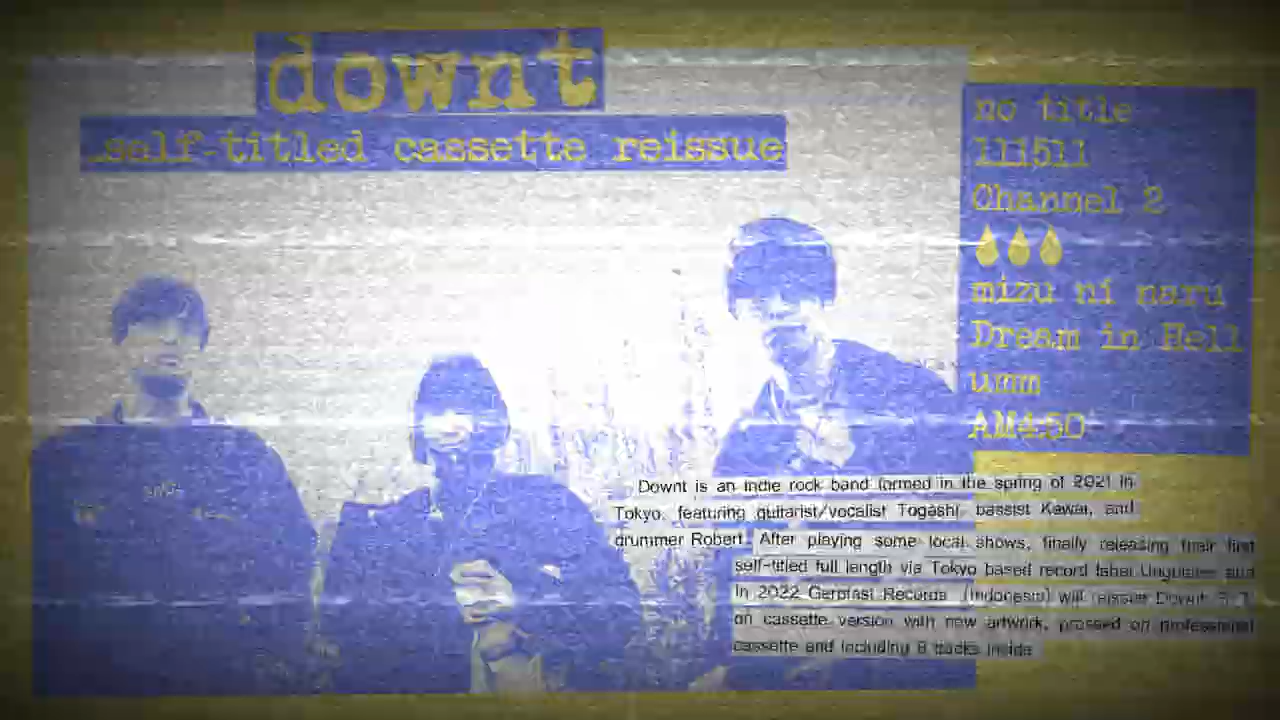 downt
self-titled cassette reissue
no title
111511
Channel 2
💧💧💧
mizu ni naru
Dream in Hell
umm
AM4:50
Downt is an indie rock band formed in the spring of 2021 in
Tokyo, featuring guitarist/vocalist Togashi, bassist Kawai, and
drummer Robert. After playing some local shows, finally releasing their first
self-titled full length via Tokyo based record label and
in 2022 Gerpfast Records (Indonesia) will reissue Downt S/T
on cassette version with new artwork, pressed on professional
cassette and including 8 tracks inside